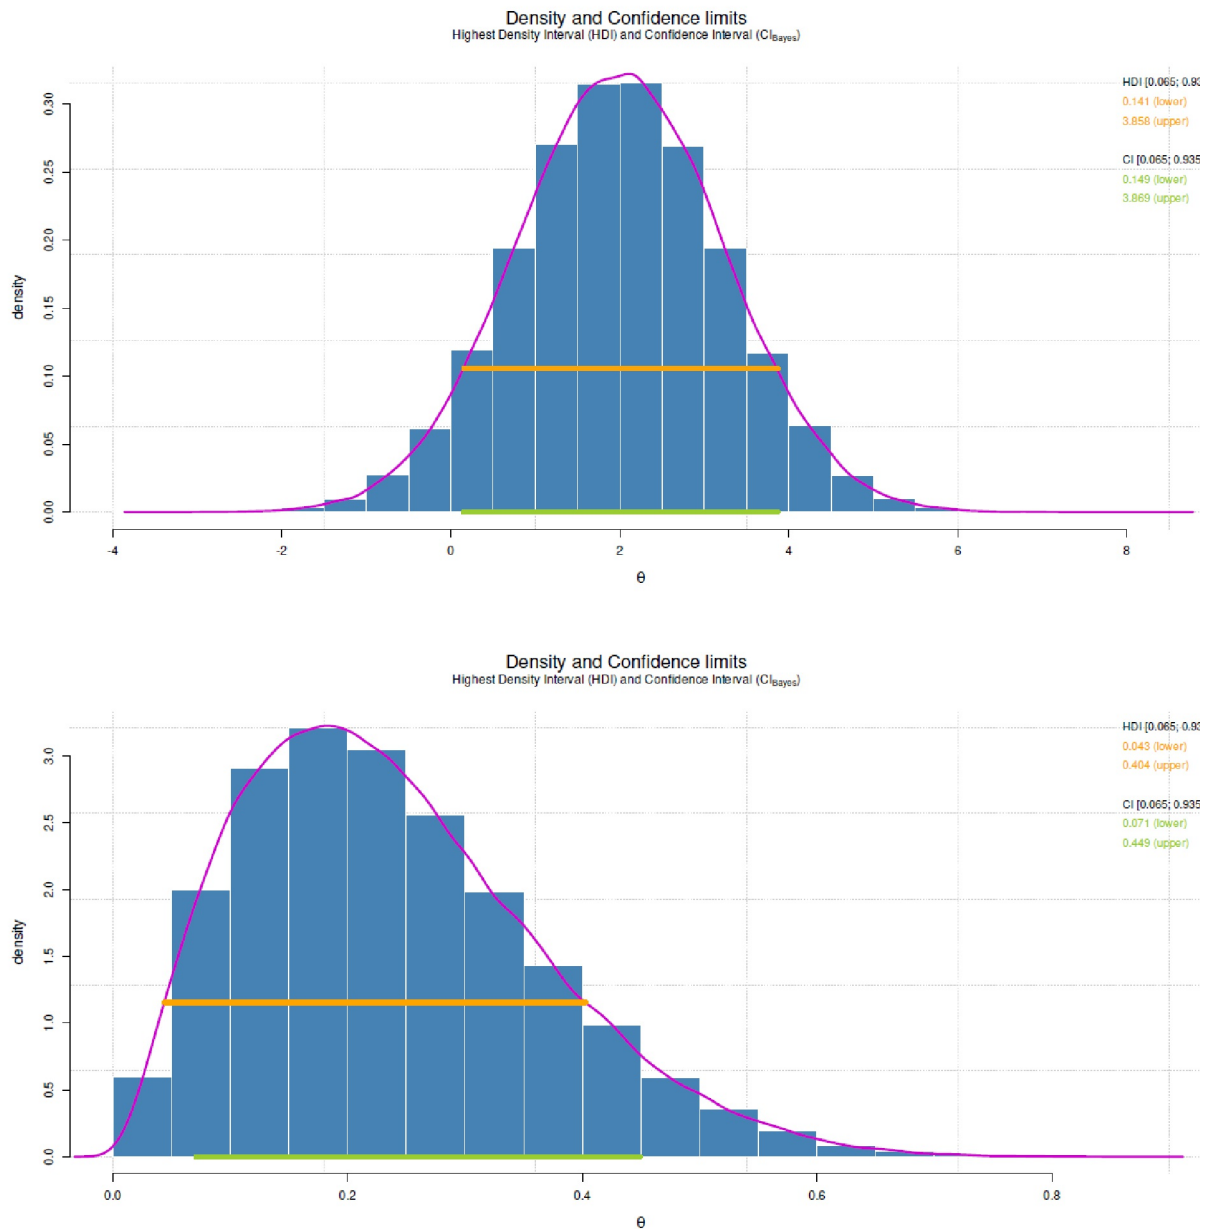 Density and Confidence limits
Highest Density Interval (HDI) and Confidence Interval (CIBayes)
HDI [0.065; 0.93
0.141 (lower)
3.858 (upper)
CI [0.065; 0.935
0.149 (lower)
3.869 (upper)
density
0.30
0.25
0.20
0.15
0.10
0.05
0.00
-4 -2 0 2 4 6 8
θ
Density and Confidence limits
Highest Density Interval (HDI) and Confidence Interval (CIBayes)
HDI [0.065; 0.93
0.043 (lower)
0.404 (upper)
CI [0.065; 0.935
0.071 (lower)
0.449 (upper)
density
3.0
2.5
2.0
1.5
1.0
0.5
0.0
0.0 0.2 0.4 0.6 0.8
θ